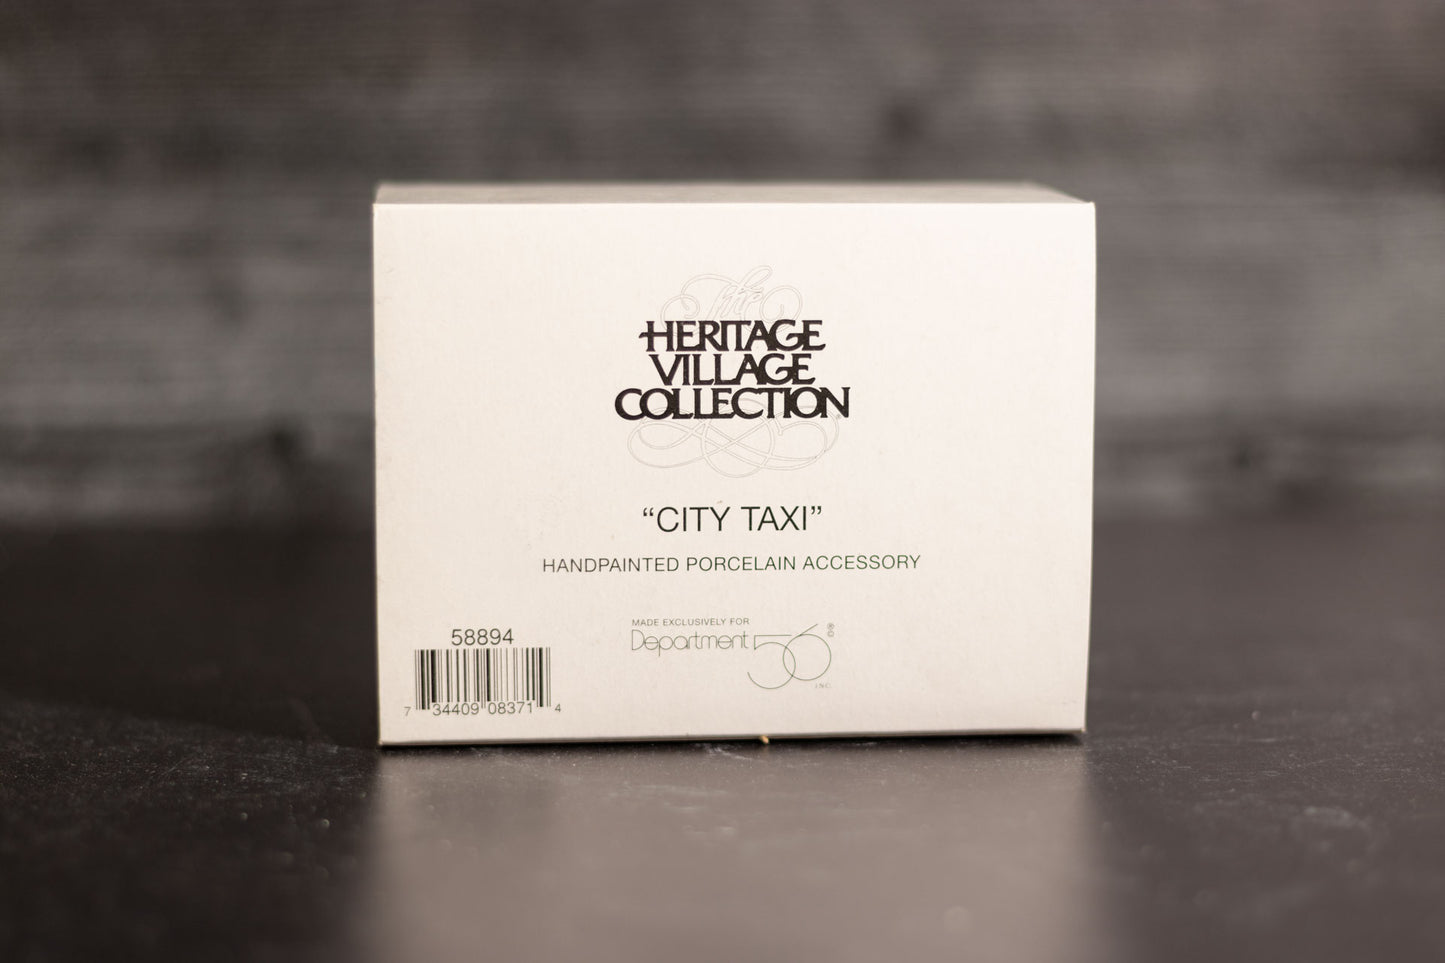 The
HERITAGE
VILLAGE
COLLECTION
“CITY TAXI”
HANDPAINTED PORCELAIN ACCESSORY
MADE EXCLUSIVELY FOR
Department 56 ®©
INC.
58894
7 34409 08371 4